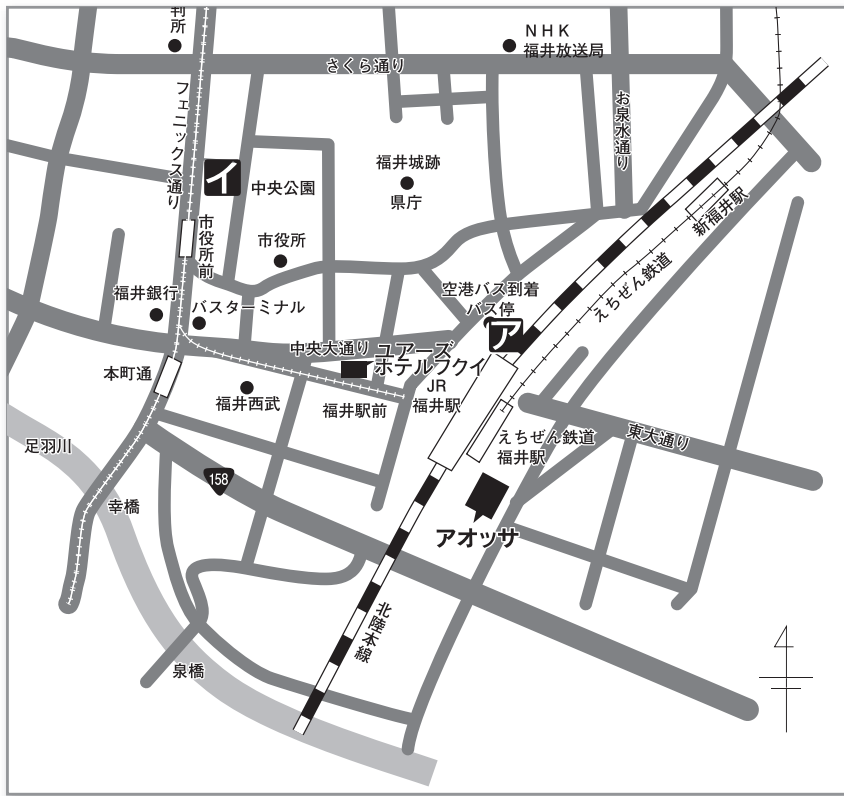 判所
NHK
福井放送局
さくら通り
フェニックス通り
お泉水通り
イ
中央公園
福井城跡
県庁
新福井駅
市役所前
市役所
えちぜん鉄道
福井銀行
バスターミナル
空港バス到着
バス停
ア
中央大通り
ユアーズ
ホテルフクイ
本町通
JR
福井駅
福井西武
福井駅前
えちぜん鉄道
福井駅
東大通り
足羽川
158
幸橋
アオッサ
北陸本線
泉橋